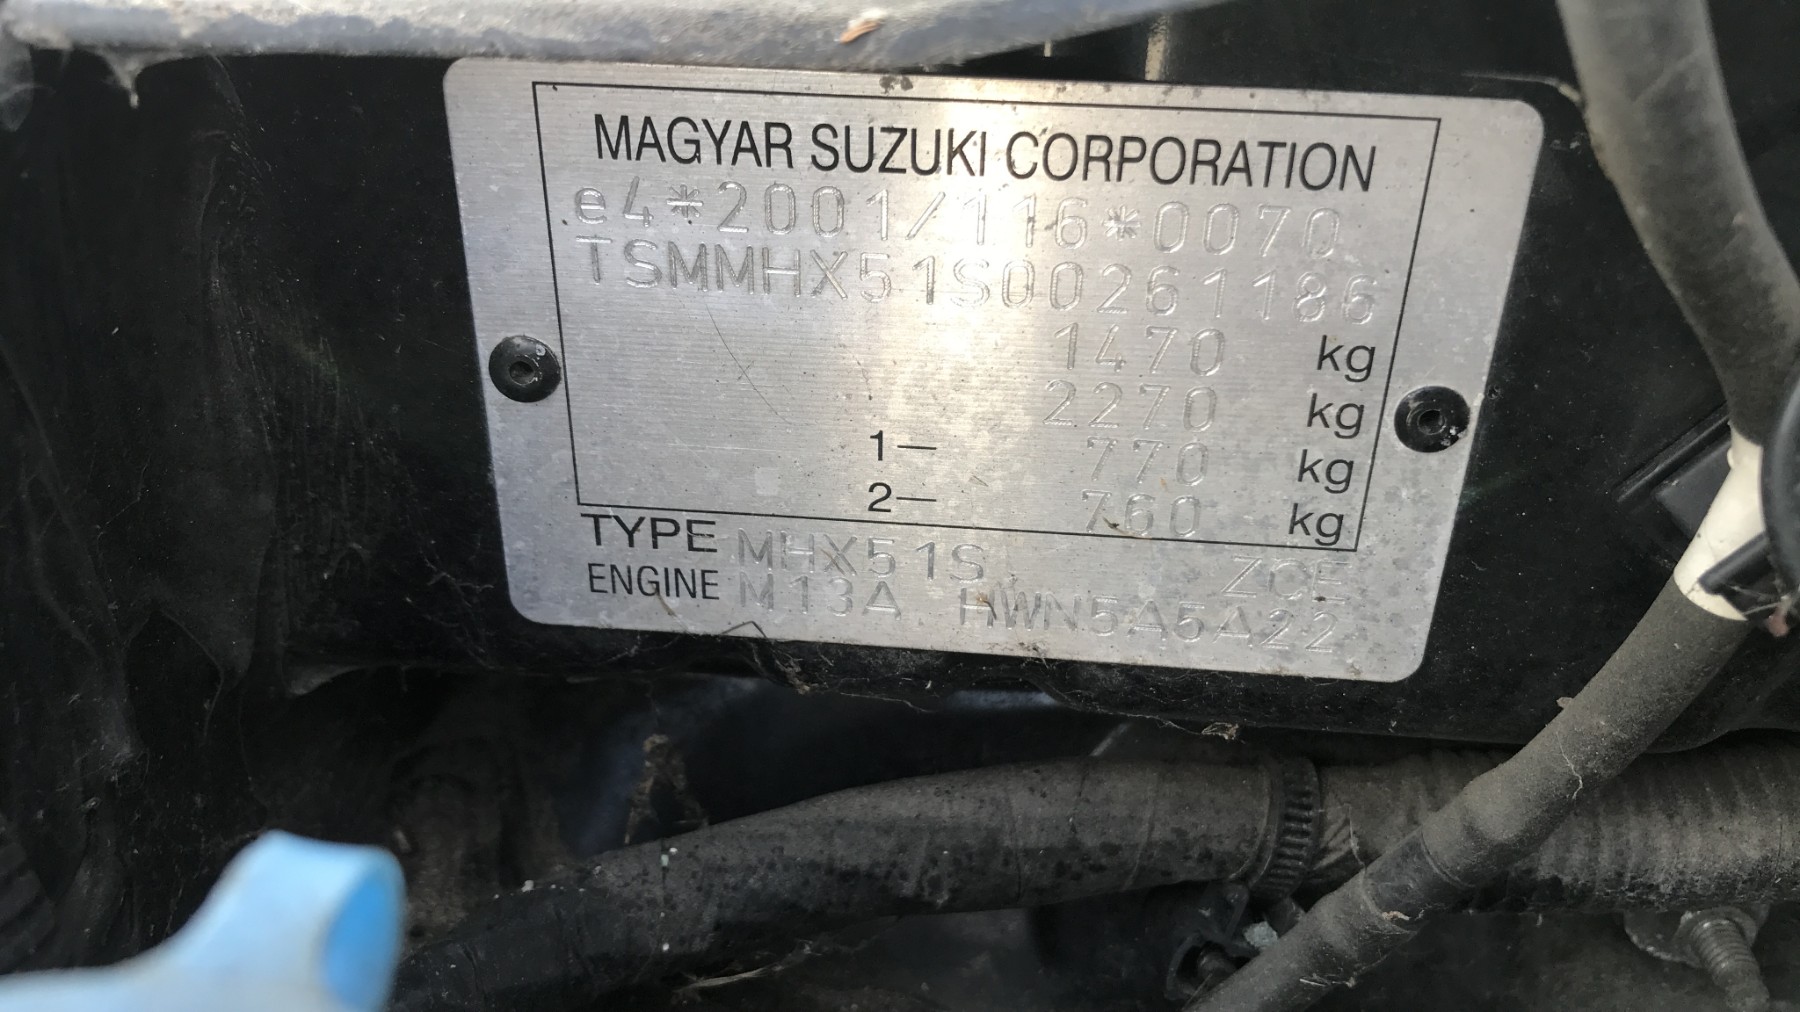 MAGYAR SUZUKI CORPORATION
e4*2001/116*0070
TSMMHX51S00261186
1470 kg
2270 kg
1— 770 kg
2— 760 kg
TYPE MHX51S ZCE
ENGINE M13A HWN5A5A22